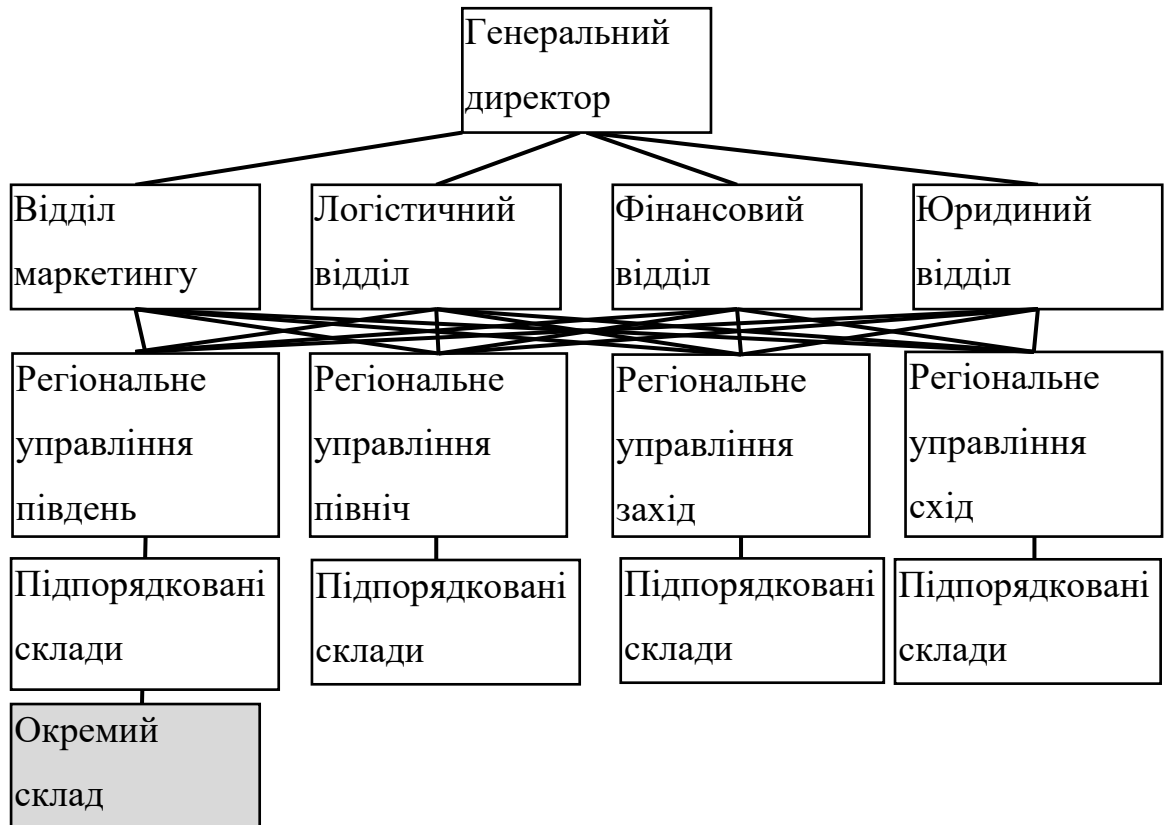 Генеральний
директор
Відділ
маркетингу
Логістичний
відділ
Фінансовий
відділ
Юридиний
відділ
Регіональне
управління
південь
Регіональне
управління
північ
Регіональне
управління
захід
Регіональне
управління
схід
Підпорядковані
склади
Підпорядковані
склади
Підпорядковані
склади
Підпорядковані
склади
Окремий
склад